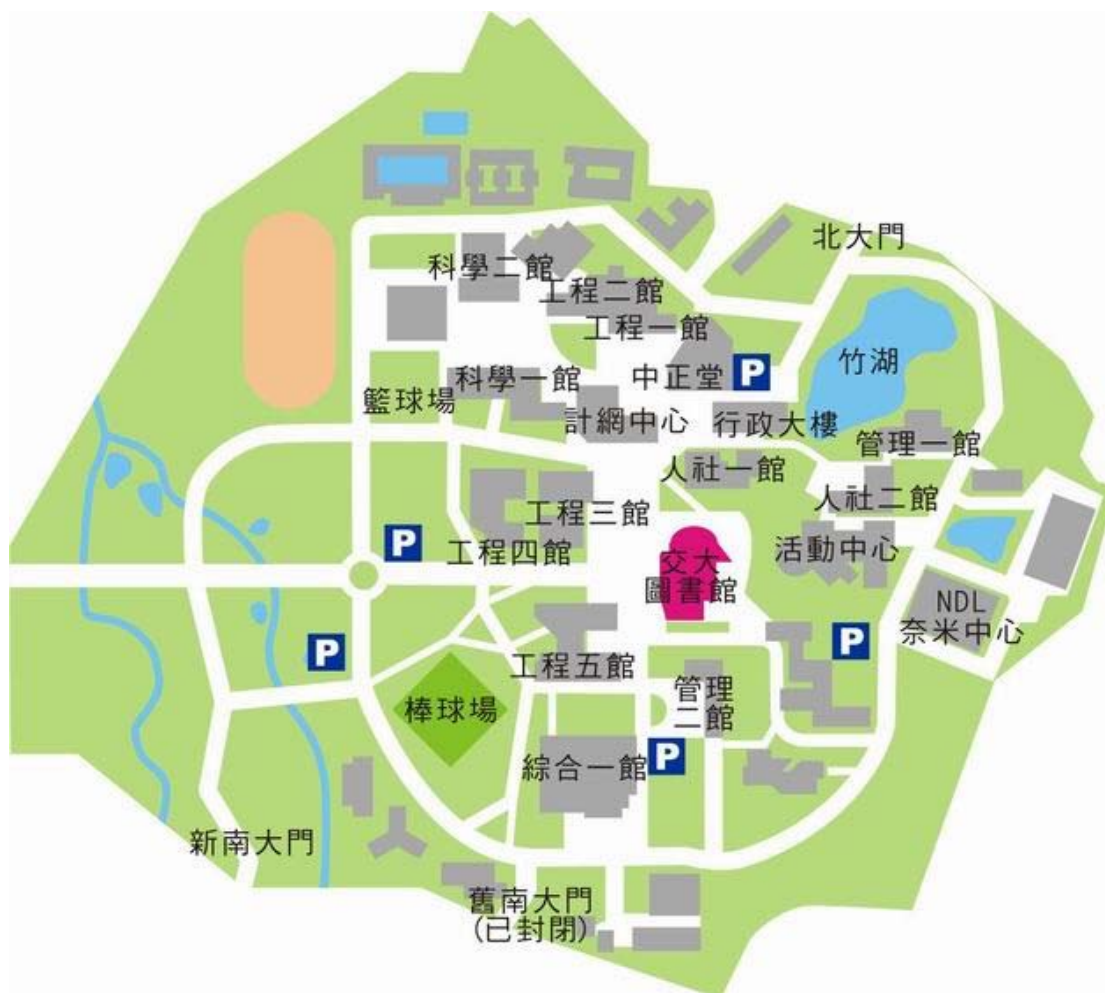 北大門
科學二館
工程二館
工程一館
竹湖
中正堂
P
科學一館
籃球場
計網中心
行政大樓
管理一館
人社一館
人社二館
工程三館
P
工程四館
活動中心
交大
圖書館
NDL
奈米中心
P
P
工程五館
管理
二館
棒球場
綜合一館
P
新南大門
舊南大門
(已封閉)